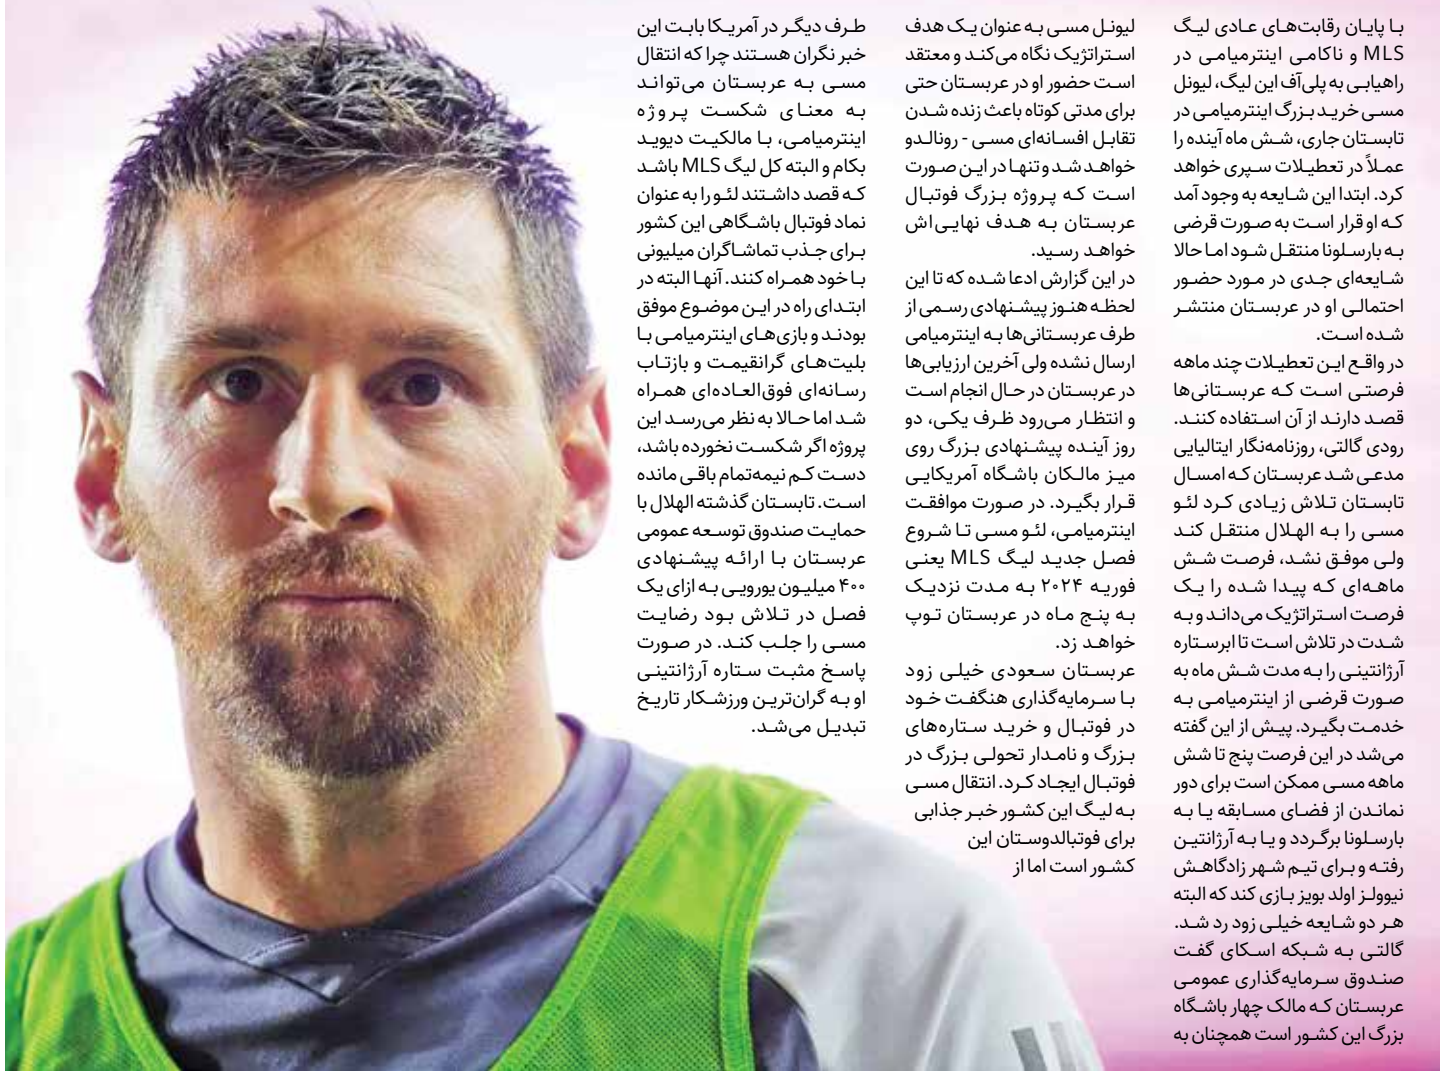 با پایان رقابت‌های عادی لیگ
MLS و ناکامی اینترمیامی در
راهیابی به پلی‌آف این لیگ، لیونل
مسی خرید بزرگ اینترمیامی در
تابستان جاری، شش ماه آینده را
عملاً در تعطیلات سپری خواهد
کرد. ابتدا این شایعه به وجود آمد
که او قرار است به صورت قرضی
به بارسلونا منتقل شود اما حالا
شایعه‌ای جدی در مورد حضور
احتمالی او در عربستان منتشر
شده است.
در واقع این تعطیلات چند ماهه
فرصتی است که عربستانی‌ها
قصد دارند از آن استفاده کنند.
رودی گالتی، روزنامه‌نگار ایتالیایی
مدعی شد عربستان که امسال
تابستان تلاش زیادی کرد لئو
مسی را به الهلال منتقل کند
ولی موفق نشد، فرصت شش
ماهه‌ای که پیدا شده را یک
فرصت استراتژیک می‌داند و به
شدت در تلاش است تا ابرستاره
آرژانتینی را به مدت شش ماه به
صورت قرضی از اینترمیامی به
خدمت بگیرد. پیش از این گفته
می‌شد در این فرصت پنج تا شش
ماهه مسی ممکن است برای دور
نماندن از فضای مسابقه یا به
بارسلونا برگردد و یا به آرژانتین
رفته و برای تیم شهر زادگاهش
نیوولز اولد بویز بازی کند که البته
هر دو شایعه خیلی زود رد شد.
گالتی به شبکه اسکای گفت
صندوق سرمایه‌گذاری عمومی
عربستان که مالک چهار باشگاه
بزرگ این کشور است همچنان به
لیونل مسی به عنوان یک هدف
استراتژیک نگاه می‌کند و معتقد
است حضور او در عربستان حتی
برای مدتی کوتاه باعث زنده شدن
تقابل افسانه‌ای مسی - رونالدو
خواهد شد و تنها در این صورت
است که پروژه بزرگ فوتبال
عربستان به هدف نهایی‌اش
خواهد رسید.
در این گزارش ادعا شده که تا این
لحظه هنوز پیشنهادی رسمی از
طرف عربستانی‌ها به اینترمیامی
ارسال نشده ولی آخرین ارزیابی‌ها
در عربستان در حال انجام است
و انتظار می‌رود ظرف یکی، دو
روز آینده پیشنهادی بزرگ روی
میز مالکان باشگاه آمریکایی
قرار بگیرد. در صورت موافقت
اینترمیامی، لئو مسی تا شروع
فصل جدید لیگ MLS یعنی
فوریه ۲۰۲۴ به مدت نزدیک
به پنج ماه در عربستان توپ
خواهد زد.
عربستان سعودی خیلی زود
با سرمایه‌گذاری هنگفت خود
در فوتبال و خرید ستاره‌های
بزرگ و نامدار تحولی بزرگ در
فوتبال ایجاد کرد. انتقال مسی
به لیگ این کشور خبر جذابی
برای فوتبالدوستان این
کشور است اما از
طرف دیگر در آمریکا بابت این
خبر نگران هستند چرا که انتقال
مسی به عربستان می‌تواند
به معنای شکست پروژه
اینترمیامی، با مالکیت دیوید
بکام و البته کل لیگ MLS باشد
که قصد داشتند لئو را به عنوان
نماد فوتبال باشگاهی این کشور
برای جذب تماشاگران میلیونی
با خود همراه کنند. آنها البته در
ابتدای راه در این موضوع موفق
بودند و بازی‌های اینترمیامی با
بلیت‌های گرانقیمت و بازتاب
رسانه‌ای فوق‌العاده‌ای همراه
شد اما حالا به نظر می‌رسد این
پروژه اگر شکست نخورده باشد،
دست کم نیمه‌تمام باقی مانده
است. تابستان گذشته الهلال با
حمایت صندوق توسعه عمومی
عربستان با ارائه پیشنهادی
۴۰۰ میلیون یورویی به ازای یک
فصل در تلاش بود رضایت
مسی را جلب کند. در صورت
پاسخ مثبت ستاره آرژانتینی
او به گران‌ترین ورزشکار تاریخ
تبدیل می‌شد.